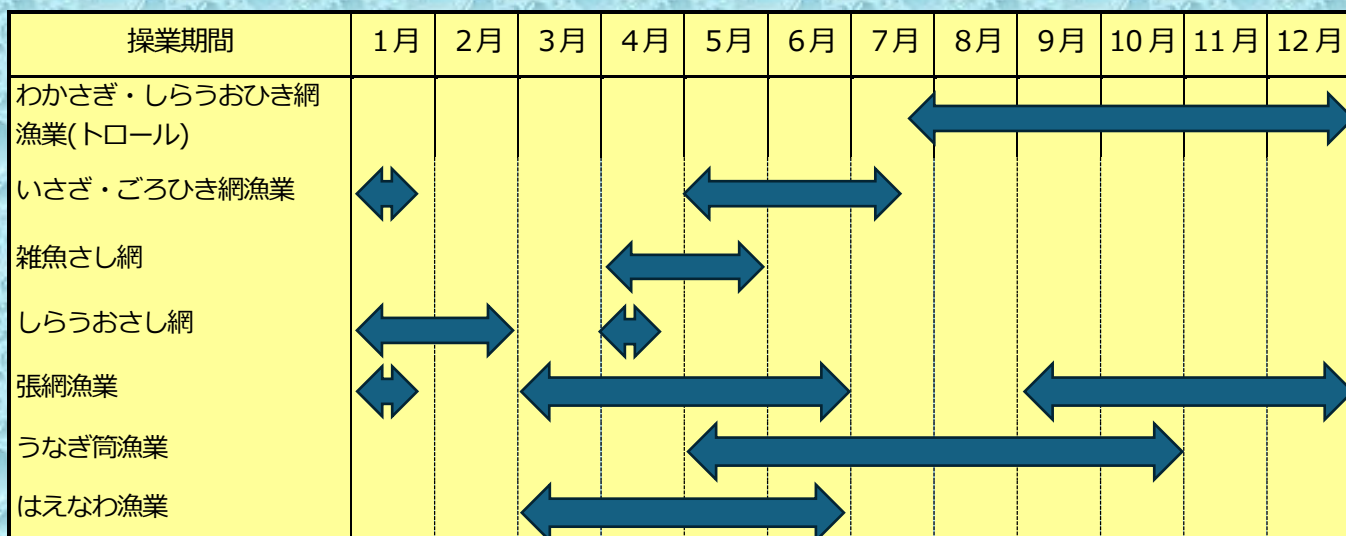 操業期間 1月 2月 3月 4月 5月 6月 7月 8月 9月 10月 11月 12月
わかさぎ・しらうおひき網
漁業(トロール)
いさざ・ごろひき網漁業
雑魚さし網
しらうおさし網
張網漁業
うなぎ筒漁業
はえなわ漁業